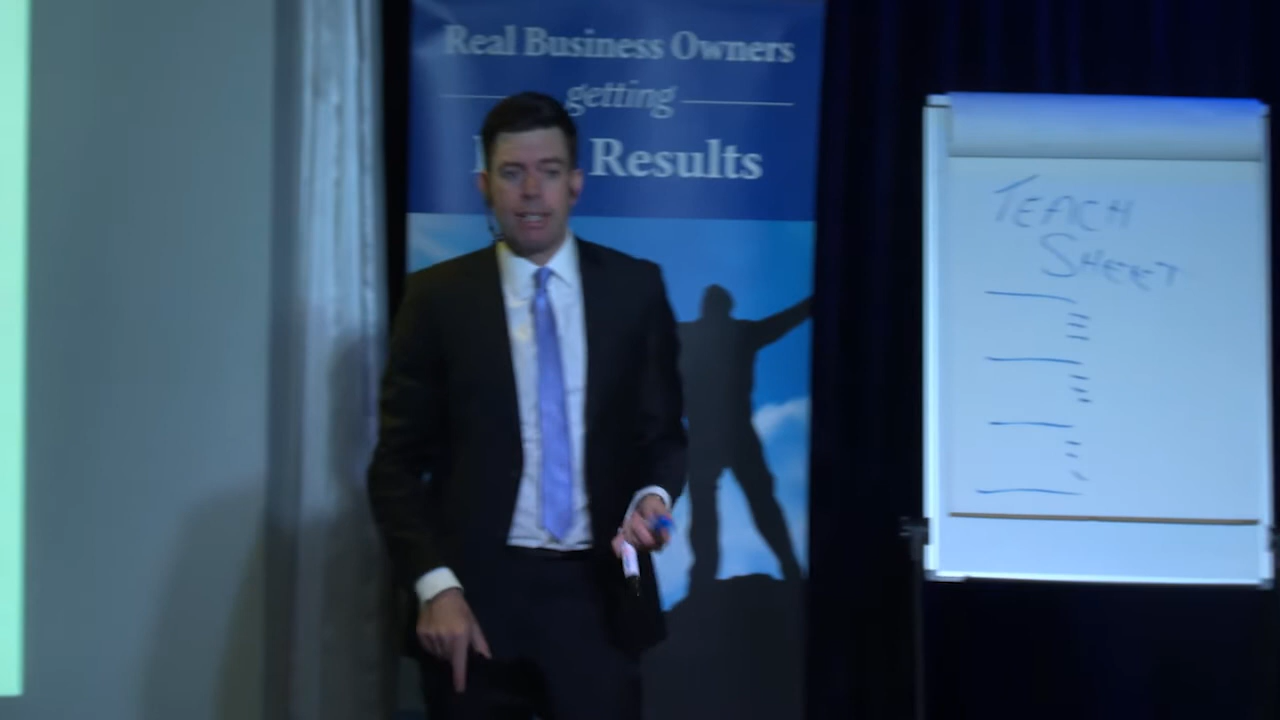 Real Business Owners
getting
Results
TEACH
SHEET